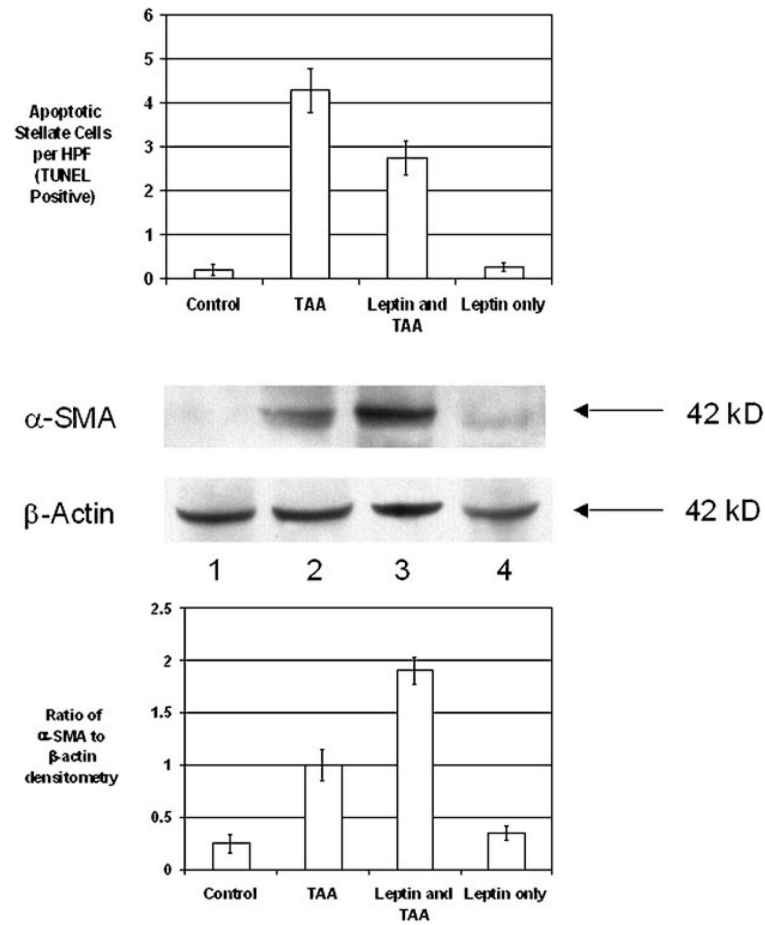 6
5
4
3
2
1
0
Apoptotic
Stellate Cells
per HPF
(TUNEL
Positive)
Control TAA Leptin and TAA Leptin only
α-SMA 42 kD
β-Actin 42 kD
1 2 3 4
2.5
2
1.5
1
0.5
0
Ratio of
α-SMA to
β-actin
densitometry
Control TAA Leptin and TAA Leptin only